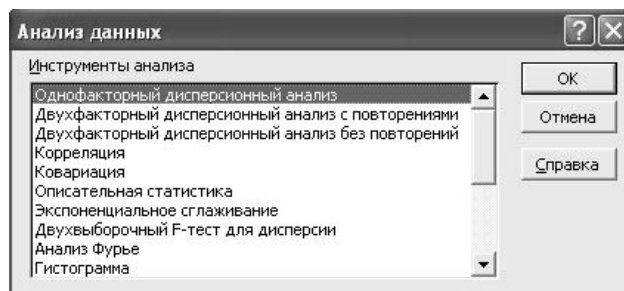 Анализ данных
Инструменты анализа
Однофакторный дисперсионный анализ
Двухфакторный дисперсионный анализ с повторениями
Двухфакторный дисперсионный анализ без повторений
Корреляция
Ковариация
Описательная статистика
Экспоненциальное сглаживание
Двухвыборочный F-тест для дисперсии
Анализ Фурье
Гистограмма
ОК
Отмена
Справка